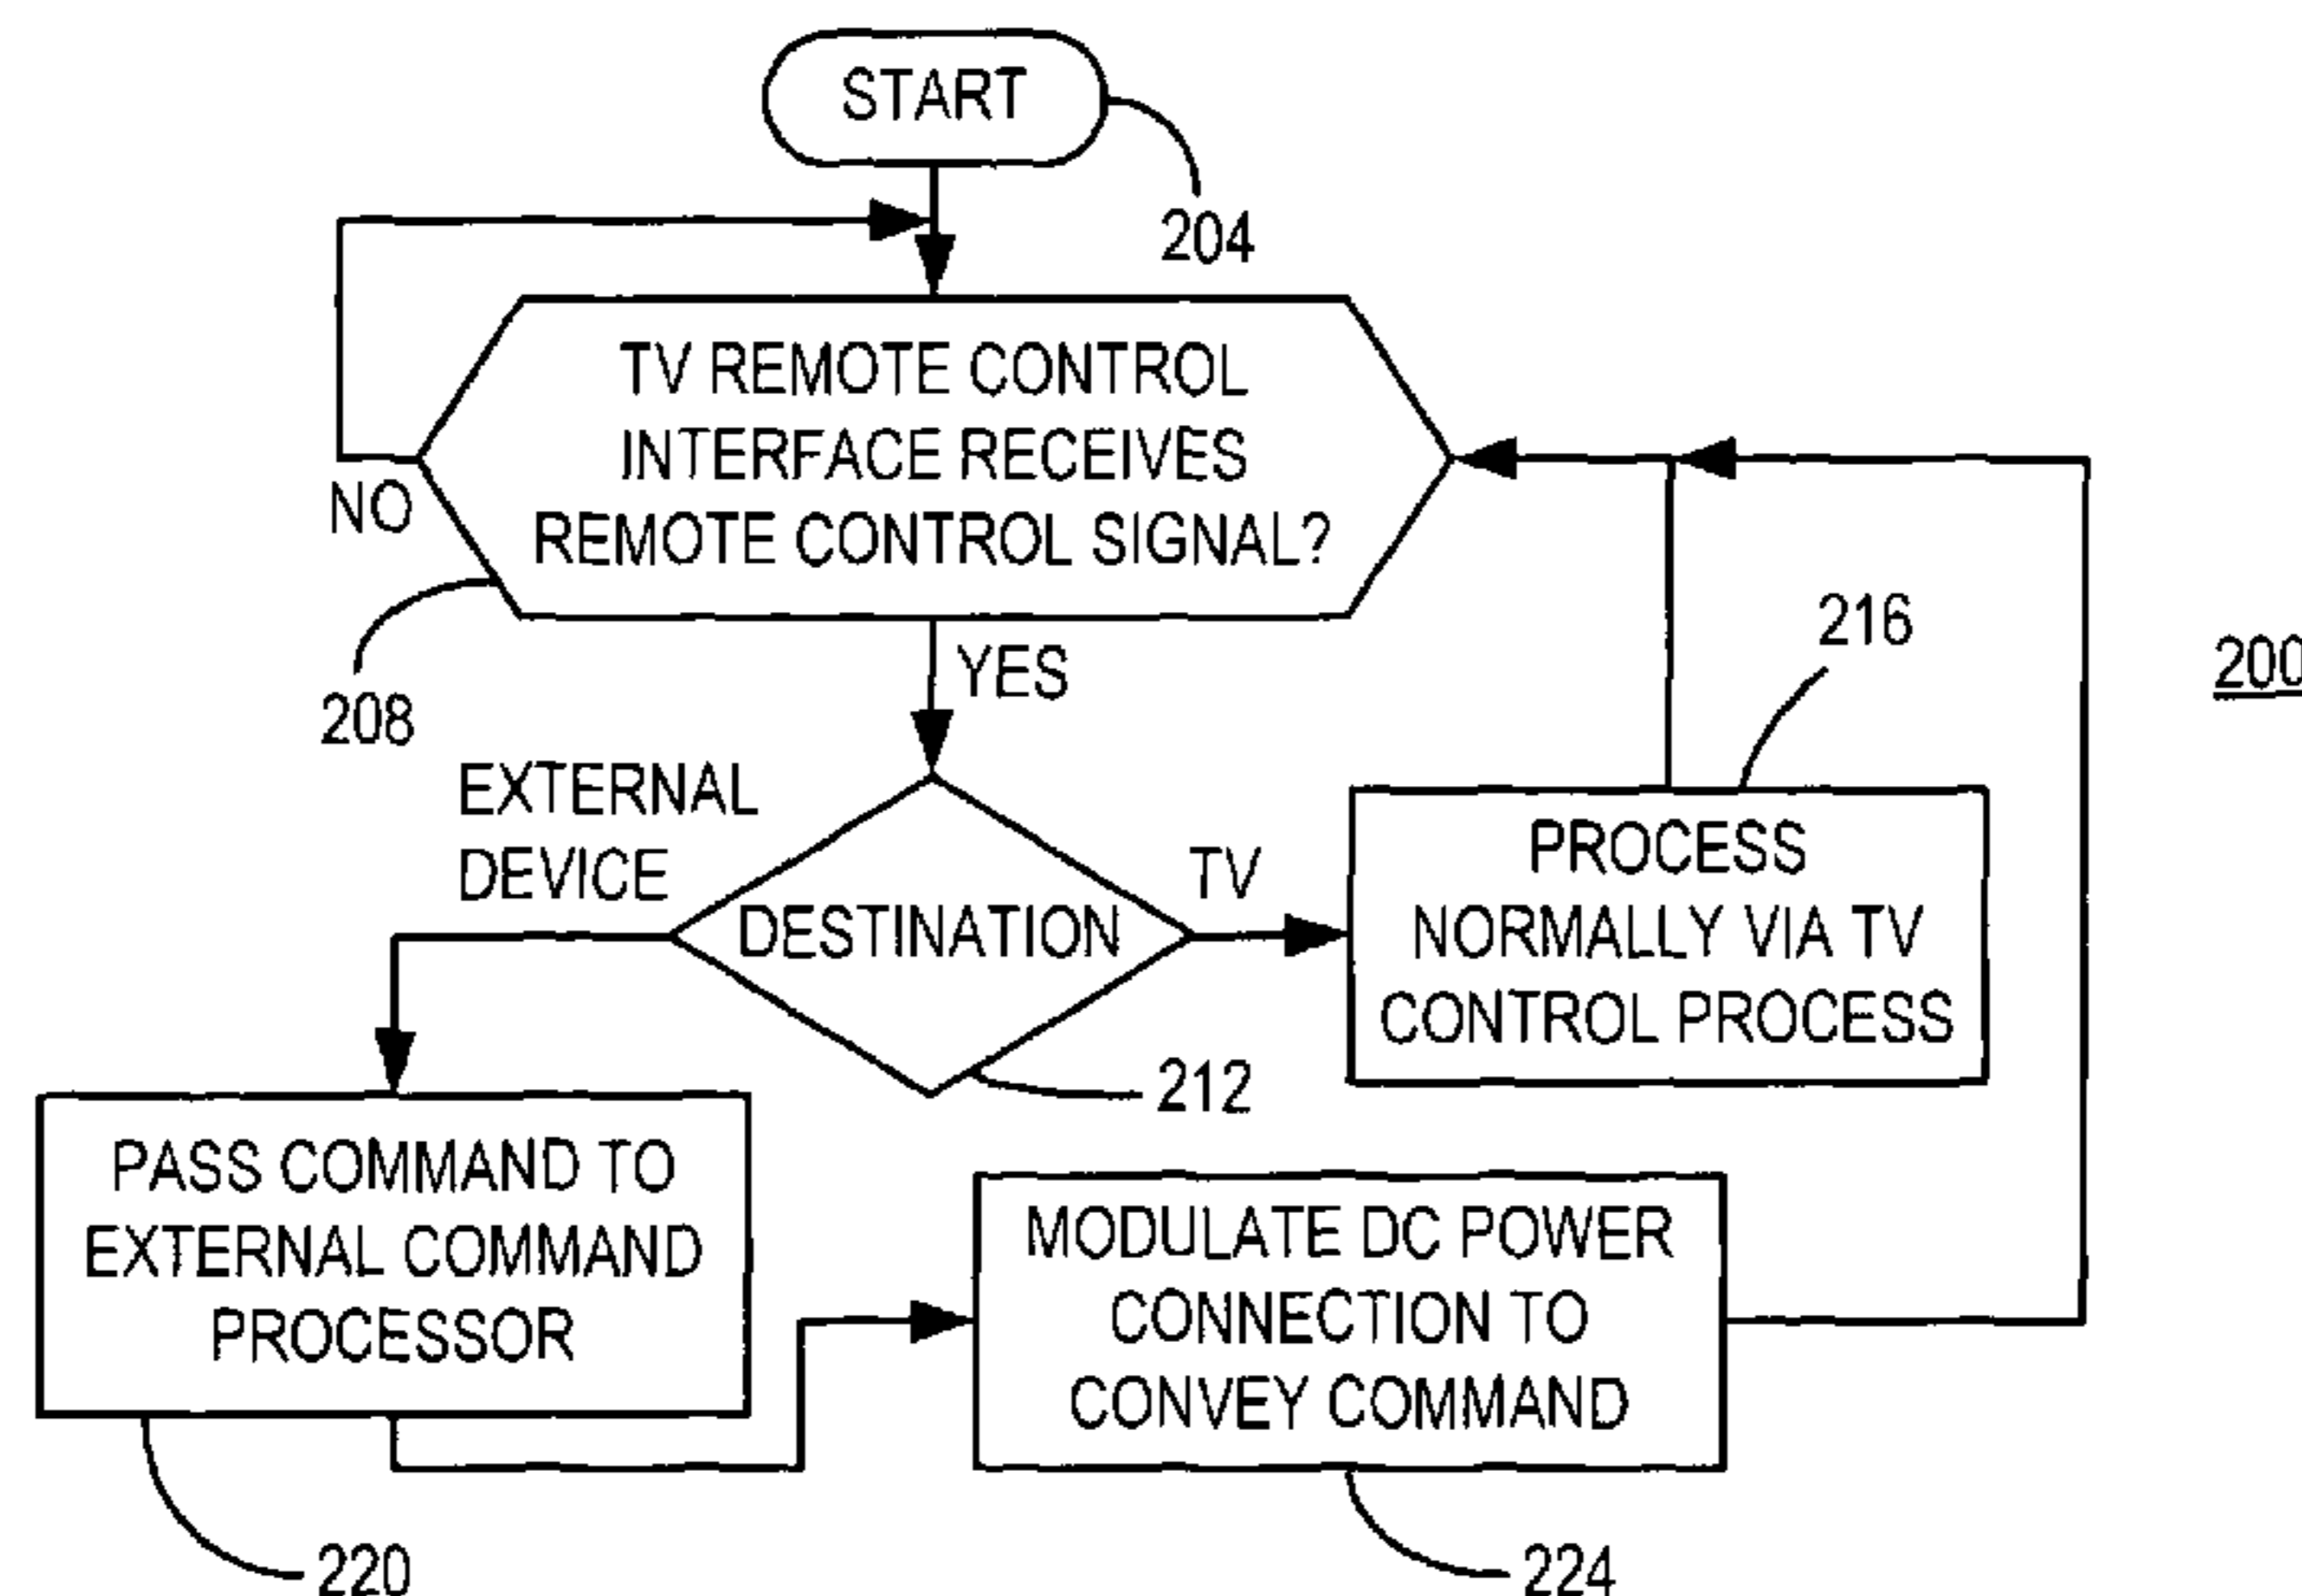 START
204
TV REMOTE CONTROL
INTERFACE RECEIVES
REMOTE CONTROL SIGNAL?
NO
208
YES
216
200
EXTERNAL
DEVICE
DESTINATION
TV
212
PROCESS
NORMALLY VIA TV
CONTROL PROCESS
PASS COMMAND TO
EXTERNAL COMMAND
PROCESSOR
220
MODULATE DC POWER
CONNECTION TO
CONVEY COMMAND
224